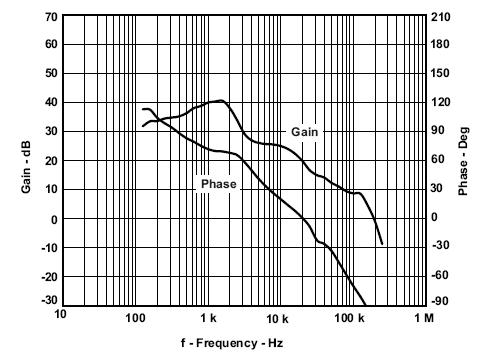 70
60
50
40
30
20
10
0
-10
-20
-30
Gain - dB
210
180
150
120
90
60
30
0
-30
-60
-90
Phase - Deg
Gain
Phase
10
100
1 k
10 k
100 k
1 M
f - Frequency - Hz